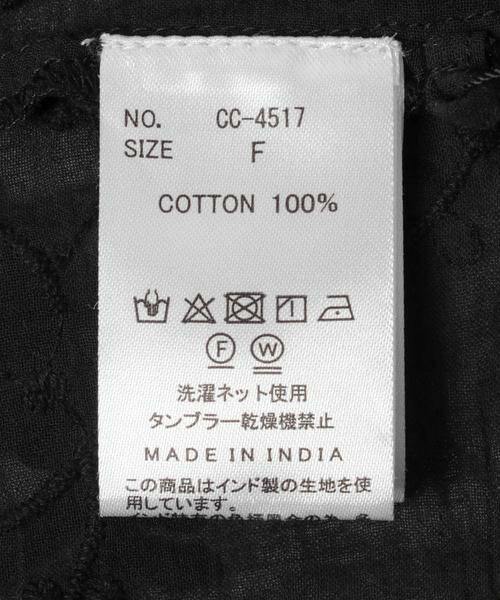 NO. CC-4517
SIZE F
COTTON 100%
F W
洗濯ネット使用
タンブラー乾燥機禁止
MADE IN INDIA
この商品はインド製の生地を使
用しています。